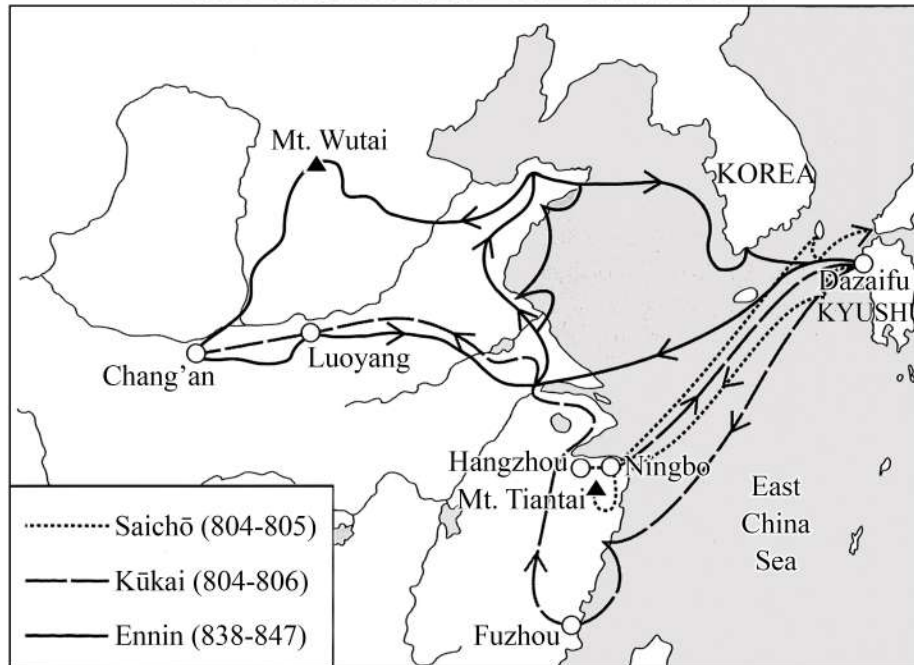 Mt. Wutai
KOREA
Dazaifu
KYUSHU
Luoyang
Chang'an
Hangzhou
Ningbo
Mt. Tiantai
East
China
Sea
Fuzhou
Saichō (804-805)
Kūkai (804-806)
Ennin (838-847)